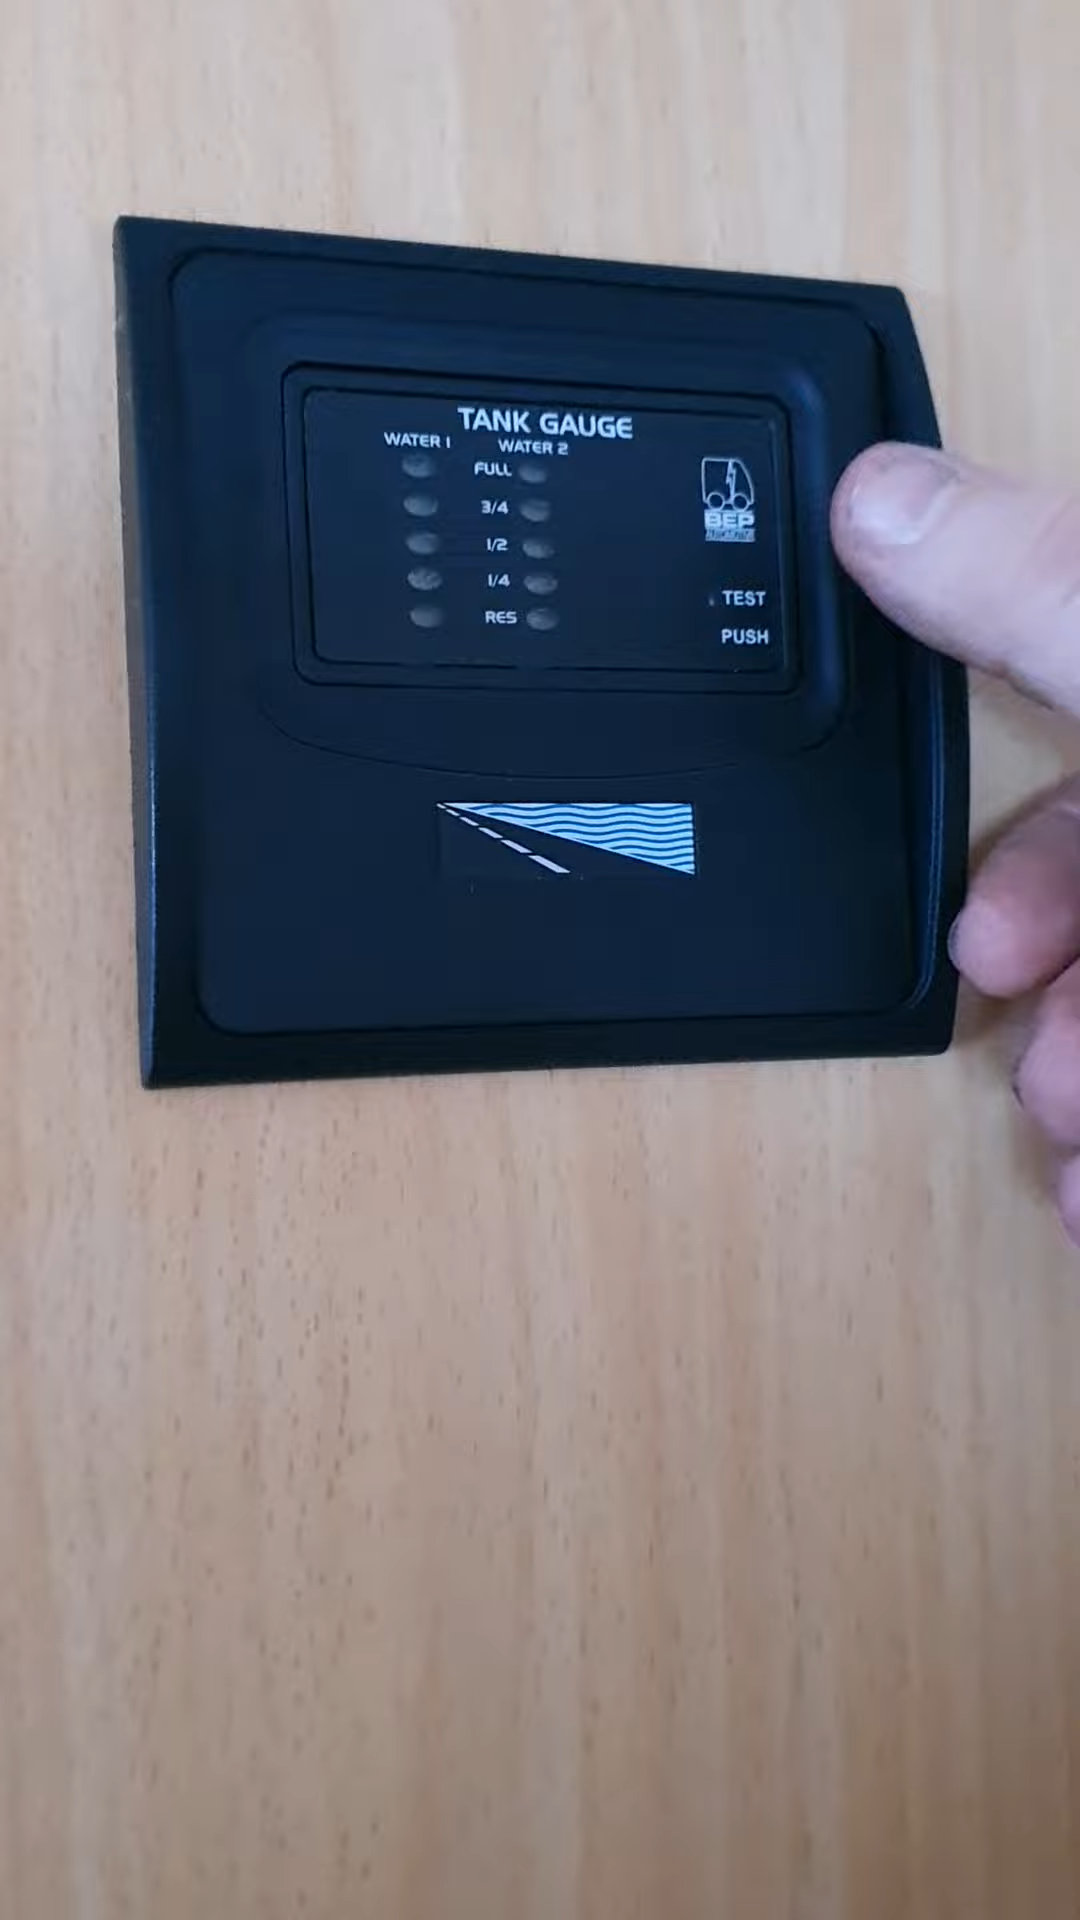 TANK GAUGE
WATER 1 WATER 2
FULL
3/4
1/2
1/4
RES
BEP
TEST
PUSH